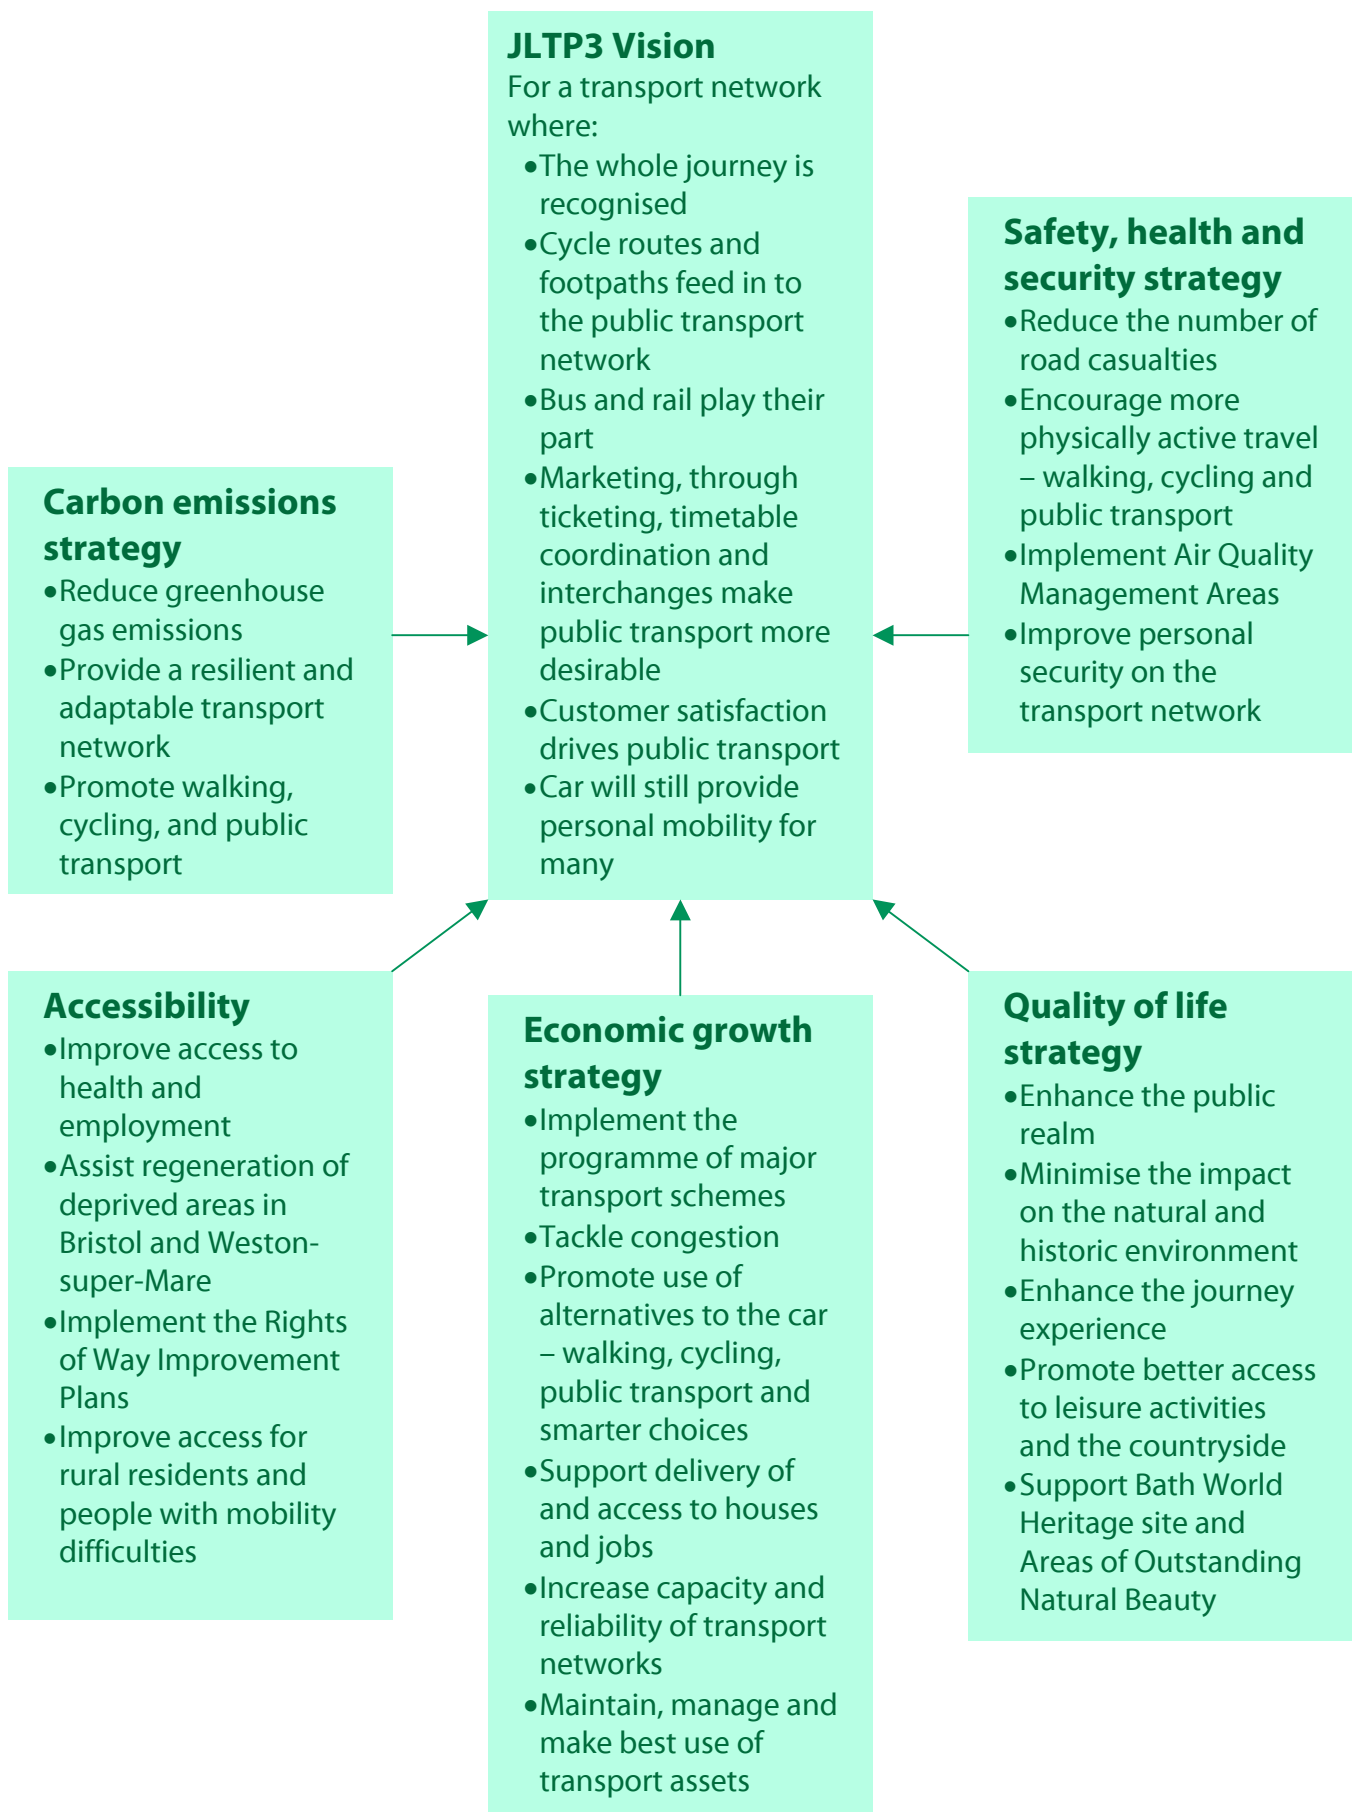 JLTP3 Vision
For a transport network
where:
•The whole journey is
recognised
•Cycle routes and
footpaths feed in to
the public transport
network
•Bus and rail play their
part
•Marketing, through
ticketing, timetable
coordination and
interchanges make
public transport more
desirable
•Customer satisfaction
drives public transport
•Car will still provide
personal mobility for
many
Safety, health and
security strategy
•Reduce the number of
road casualties
•Encourage more
physically active travel
– walking, cycling and
public transport
•Implement Air Quality
Management Areas
•Improve personal
security on the
transport network
Carbon emissions
strategy
•Reduce greenhouse
gas emissions
•Provide a resilient and
adaptable transport
network
•Promote walking,
cycling, and public
transport
Accessibility
•Improve access to
health and
employment
•Assist regeneration of
deprived areas in
Bristol and Weston-
super-Mare
•Implement the Rights
of Way Improvement
Plans
•Improve access for
rural residents and
people with mobility
difficulties
Economic growth
strategy
•Implement the
programme of major
transport schemes
•Tackle congestion
•Promote use of
alternatives to the car
– walking, cycling,
public transport and
smarter choices
•Support delivery of
and access to houses
and jobs
•Increase capacity and
reliability of transport
networks
•Maintain, manage and
make best use of
transport assets
Quality of life
strategy
•Enhance the public
realm
•Minimise the impact
on the natural and
historic environment
•Enhance the journey
experience
•Promote better access
to leisure activities
and the countryside
•Support Bath World
Heritage site and
Areas of Outstanding
Natural Beauty